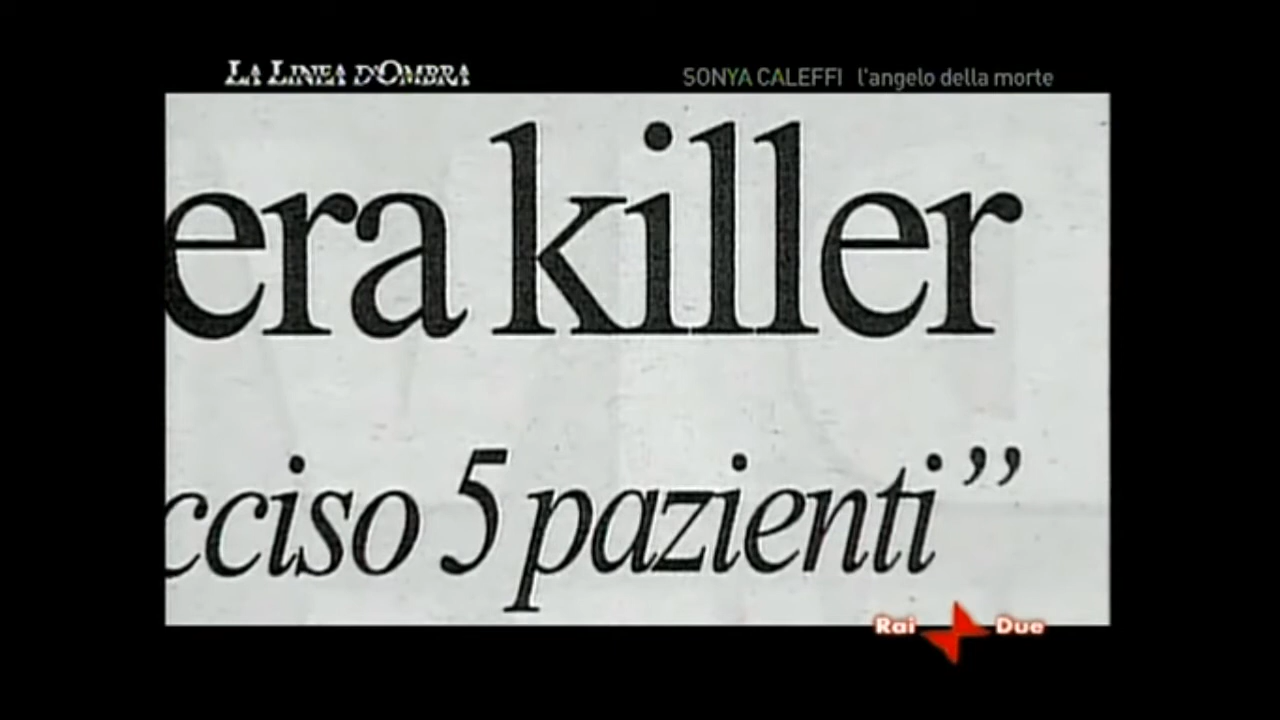 LA LINEA D'OMBRA
SONYA CALEFFI l'angelo della morte
era killer
cciso 5 pazienti”
Rai Due